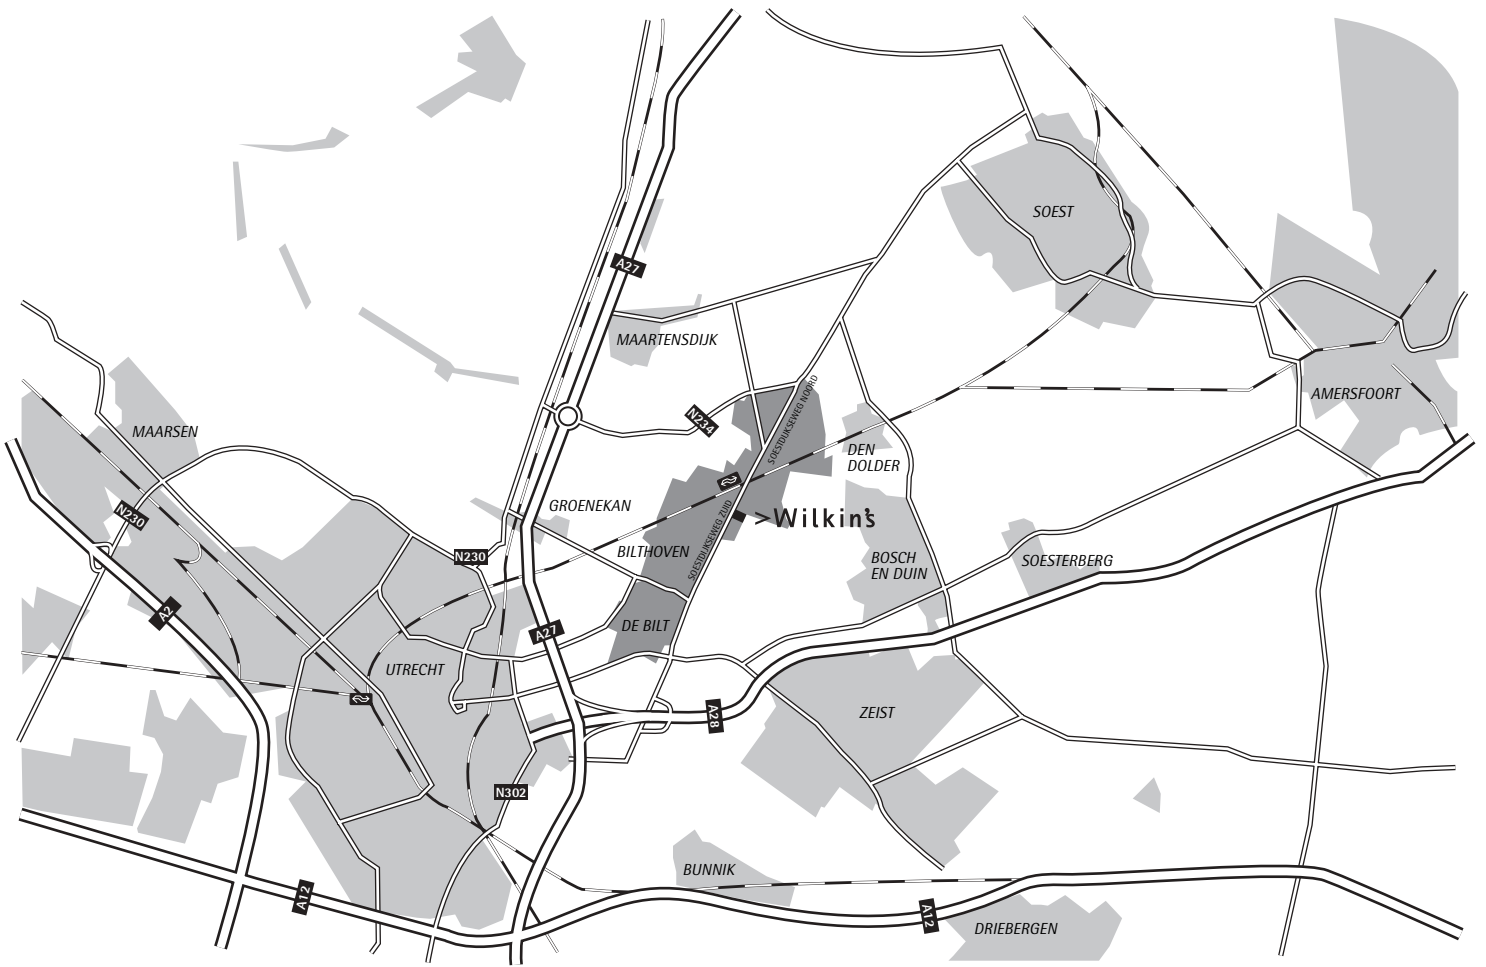 SOEST
A27
MAARTENSDIJK
AMERSFOORT
SOESTDIJKSEWEG NOORD
N234
MAARSEN
DEN
DOLDER
GROENEKAN
N230
>Wilkin's
SOESTDIJKSEWEG ZUID
BILTHOVEN
N230
BOSCH
EN DUIN
SOESTERBERG
A2
DE BILT
A27
UTRECHT
A28
ZEIST
N302
BUNNIK
A12
A12
DRIEBERGEN